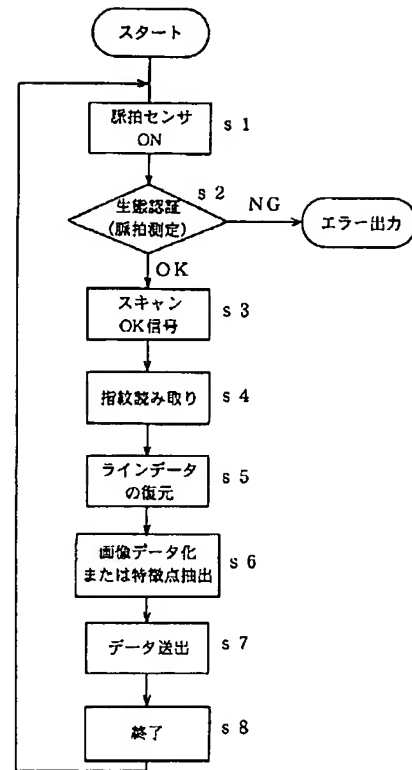 スタート
脈拍センサ
ON
s 1
生態認証
(脈拍測定)
s 2
NG
エラー出力
OK
スキャン
OK信号
s 3
指紋読み取り
s 4
ラインデータ
の復元
s 5
画像データ化
または特徴点抽出
s 6
データ送出
s 7
終了
s 8